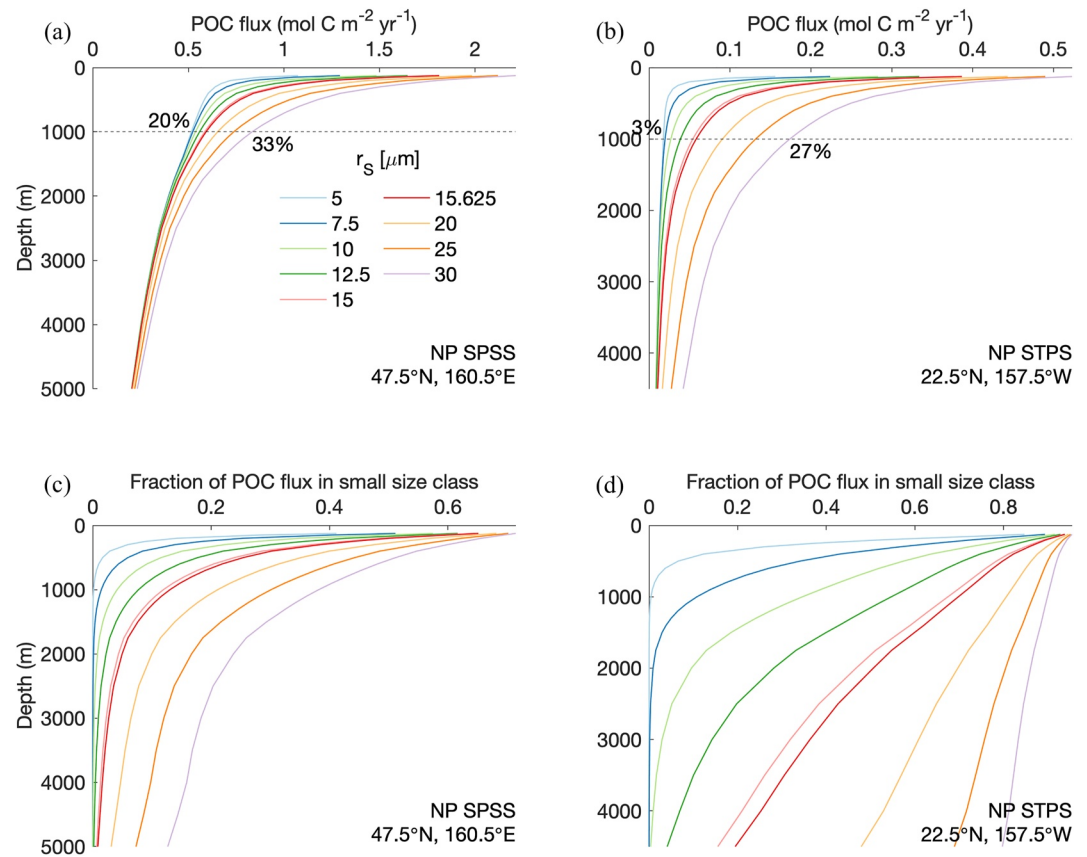 (a)
POC flux (mol C m⁻² yr⁻¹)
0 0.5 1 1.5 2
0
1000
2000
3000
4000
5000
Depth (m)
20%
33%
r_S [μm]
5 15.625
7.5 20
10 25
12.5 30
15
NP SPSS
47.5°N, 160.5°E
(b)
POC flux (mol C m⁻² yr⁻¹)
0 0.1 0.2 0.3 0.4 0.5
0
1000
2000
3000
4000
3%
27%
NP STPS
22.5°N, 157.5°W
(c)
Fraction of POC flux in small size class
0 0.2 0.4 0.6
0
1000
2000
3000
4000
5000
Depth (m)
NP SPSS
47.5°N, 160.5°E
(d)
Fraction of POC flux in small size class
0 0.2 0.4 0.6 0.8
0
1000
2000
3000
4000
NP STPS
22.5°N, 157.5°W